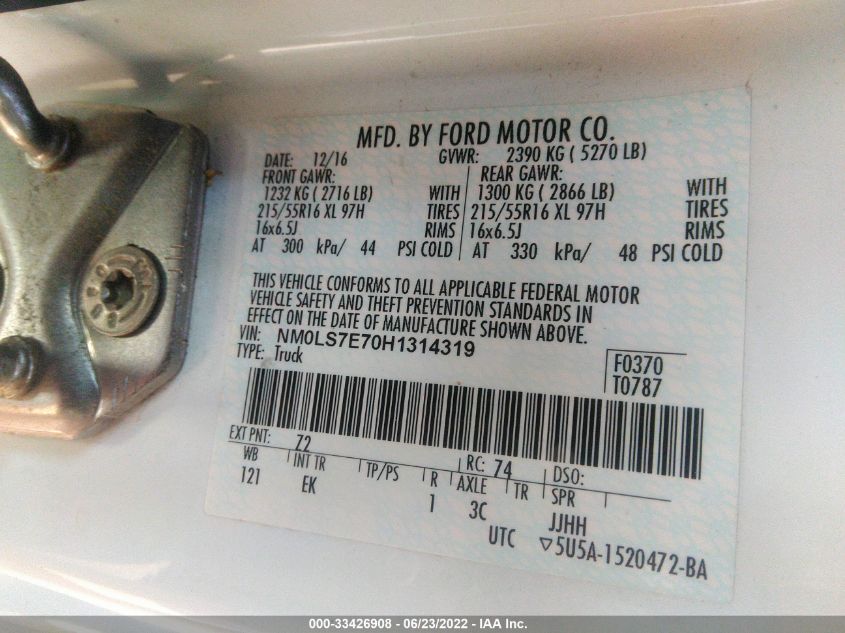 MFD. BY FORD MOTOR CO.
DATE: 12/16 GVWR: 2390 KG ( 5270 LB)
FRONT GAWR: REAR GAWR:
1232 KG ( 2716 LB) WITH 1300 KG ( 2866 LB) WITH
215/55R16 XL 97H TIRES 215/55R16 XL 97H TIRES
16x6.5J RIMS 16x6.5J RIMS
AT 300 kPa/ 44 PSI COLD AT 330 kPa/ 48 PSI COLD
THIS VEHICLE CONFORMS TO ALL APPLICABLE FEDERAL MOTOR
VEHICLE SAFETY AND THEFT PREVENTION STANDARDS IN
EFFECT ON THE DATE OF MANUFACTURE SHOWN ABOVE.
VIN: NM0LS7E70H1314319
TYPE: Truck
F0370
T0787
EXT PNT: Z2 RC: 74 DSO:
WB INT TR TP/PS R AXLE TR SPR
121 EK 1 3C JJHH
UTC ▽5U5A-1520472-BA
000-33426908 - 06/23/2022 - IAA Inc.